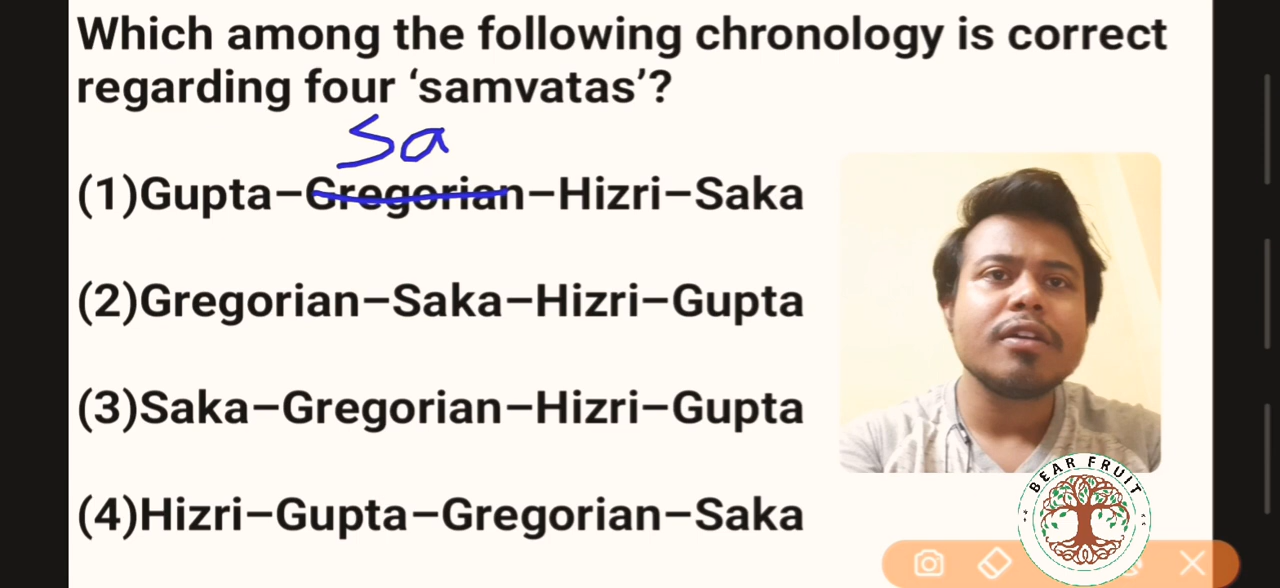 Which among the following chronology is correct
regarding four ‘samvatas’?
Sa
(1)Gupta–Gregorian–Hizri–Saka
(2)Gregorian–Saka–Hizri–Gupta
(3)Saka–Gregorian–Hizri–Gupta
(4)Hizri–Gupta–Gregorian–Saka
BEAR FRUIT